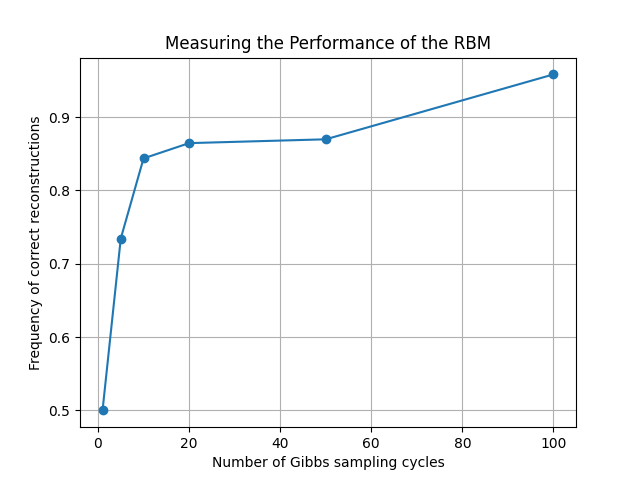 Measuring the Performance of the RBM
Frequency of correct reconstructions
0.9
0.8
0.7
0.6
0.5
0 20 40 60 80 100
Number of Gibbs sampling cycles